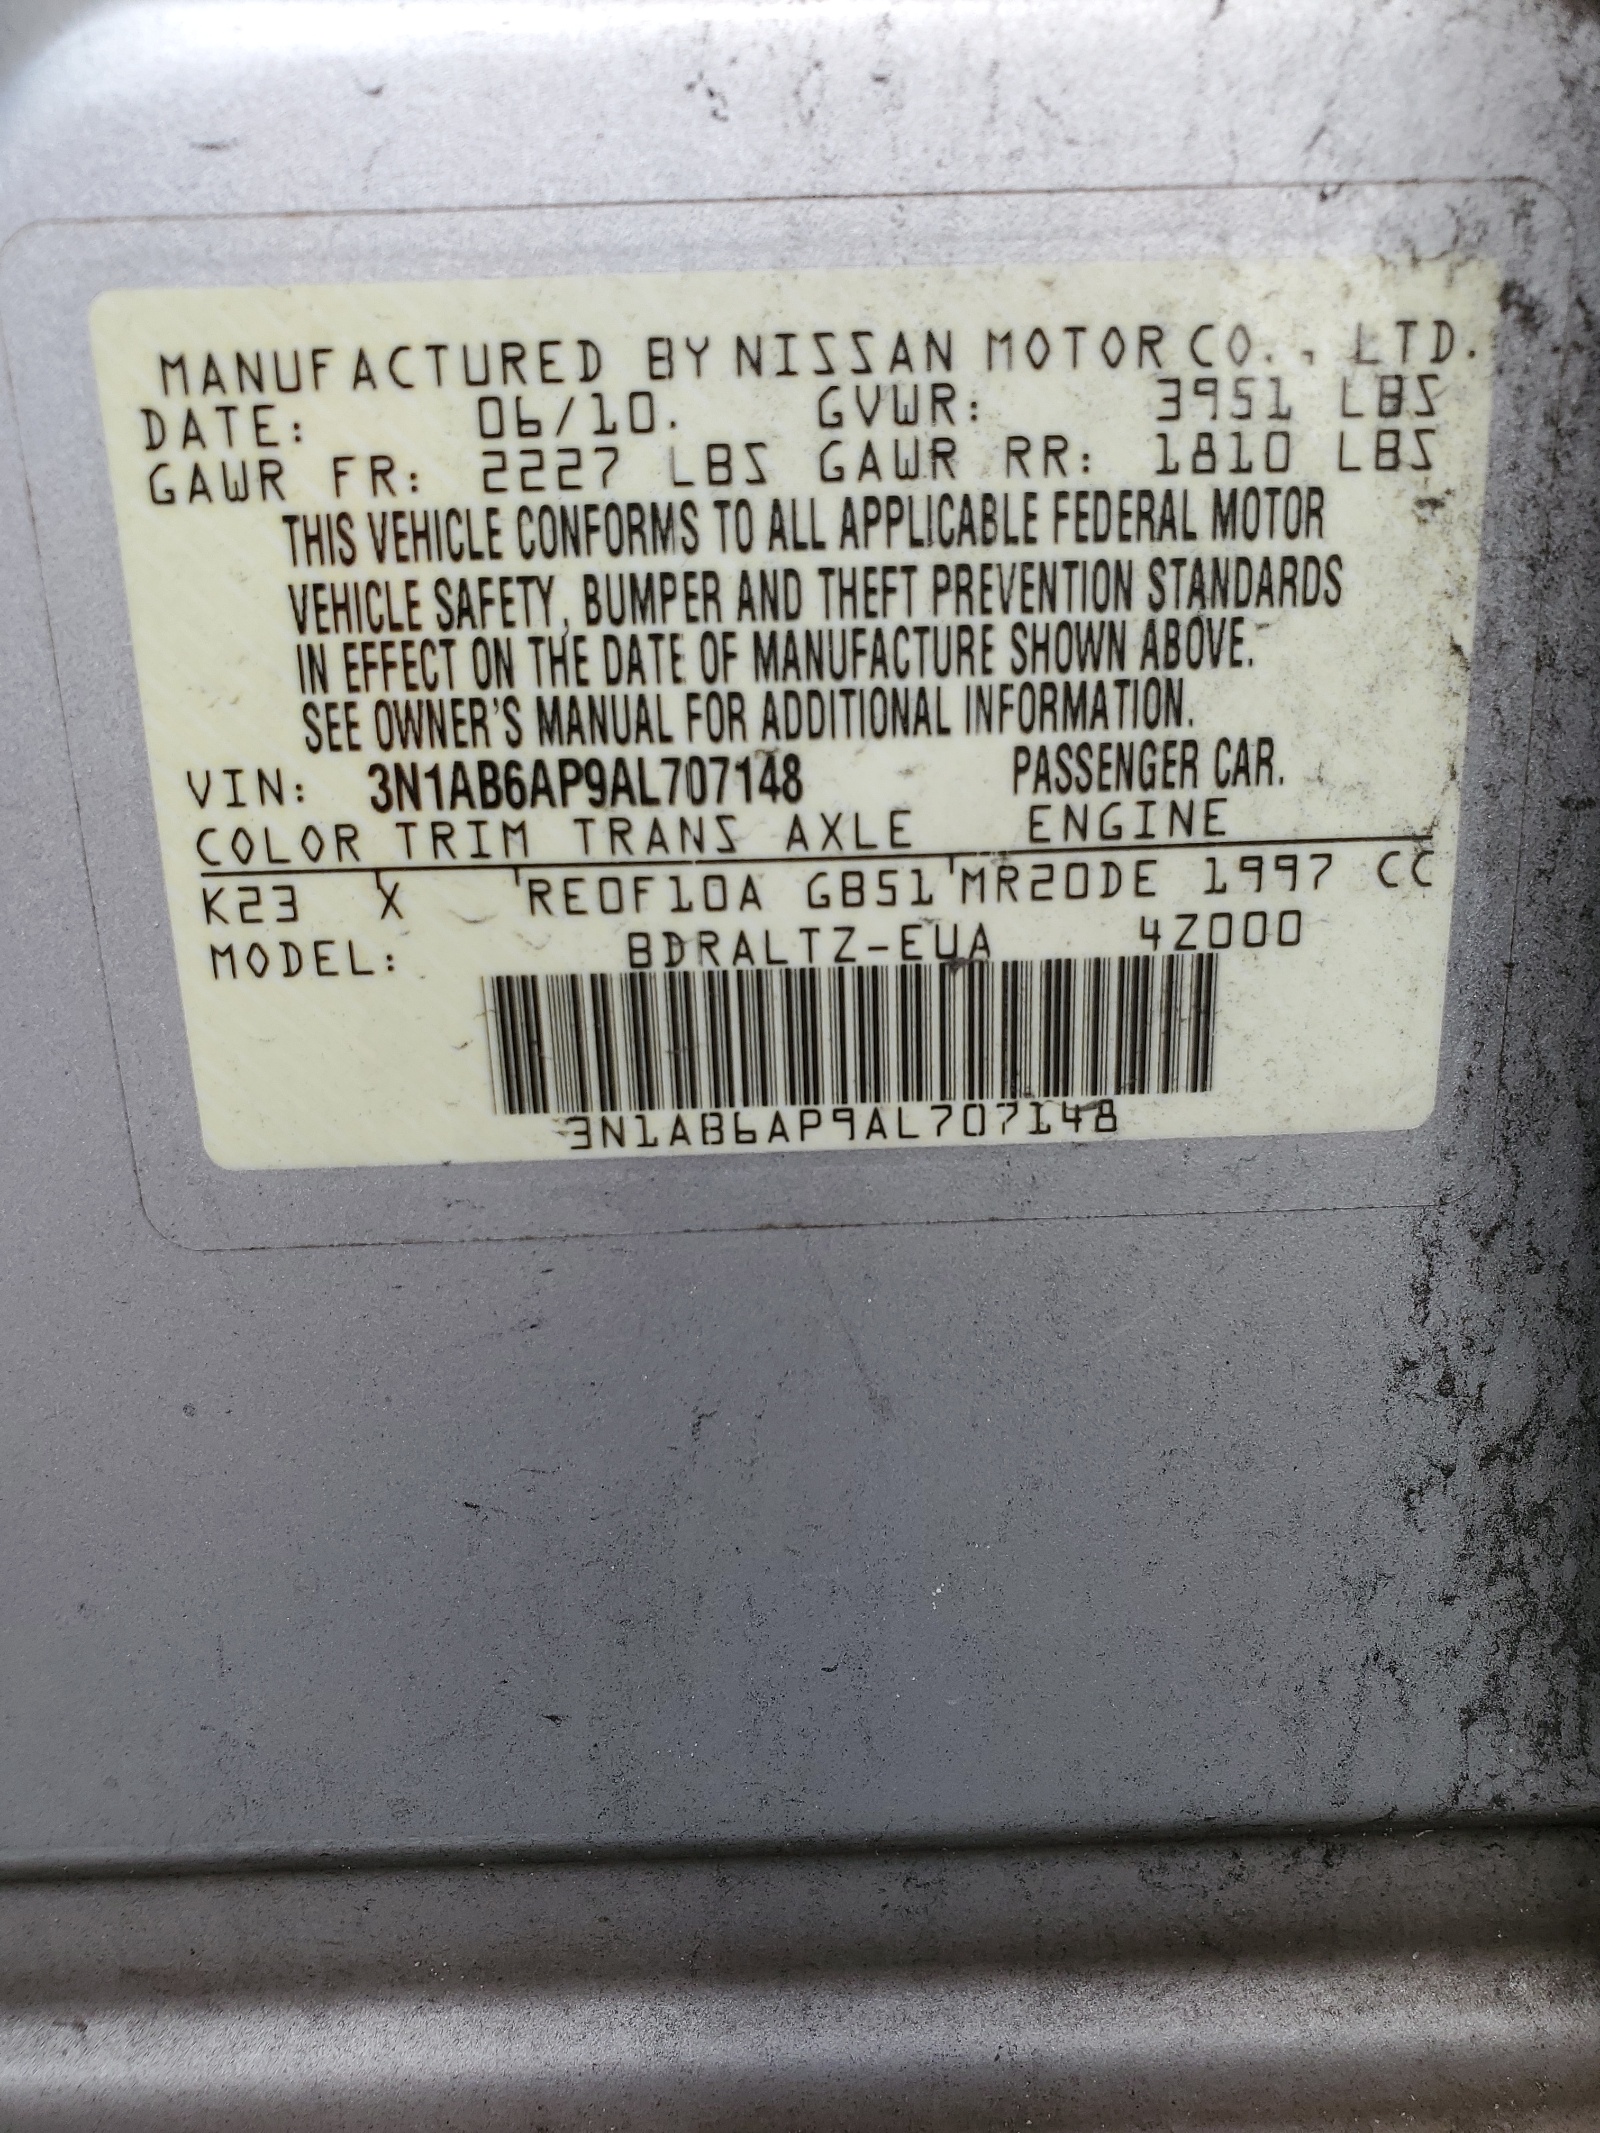 MANUFACTURED BY NISSAN MOTOR CO., LTD.
DATE: 06/10. GVWR: 3951 LBS
GAWR FR: 2227 LBS GAWR RR: 1810 LBS
THIS VEHICLE CONFORMS TO ALL APPLICABLE FEDERAL MOTOR
VEHICLE SAFETY, BUMPER AND THEFT PREVENTION STANDARDS
IN EFFECT ON THE DATE OF MANUFACTURE SHOWN ABOVE.
SEE OWNER'S MANUAL FOR ADDITIONAL INFORMATION.
VIN: 3N1AB6AP9AL707148 PASSENGER CAR.
COLOR TRIM TRANS AXLE ENGINE
K23 X RE0F10A GB51 MR20DE 1997 CC
MODEL: BDRALTZ-EUA 4Z000
3N1AB6AP9AL707148